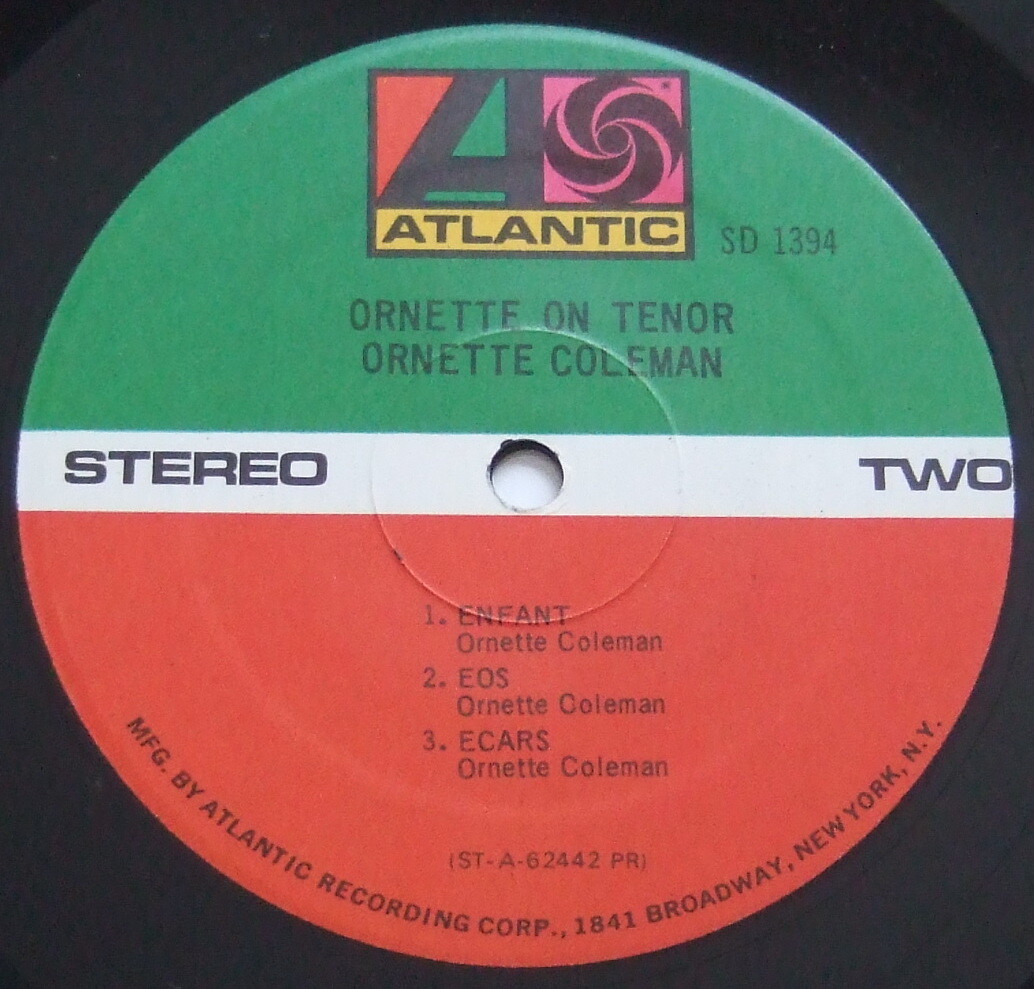 ATLANTIC
SD 1394
ORNETTE ON TENOR
ORNETTE COLEMAN
STEREO
TWO
1. ENFANT
Ornette Coleman
2. EOS
Ornette Coleman
3. ECARS
Ornette Coleman
(ST-A-62442 PR)
MFG. BY ATLANTIC RECORDING CORP., 1841 BROADWAY, NEW YORK, N.Y.